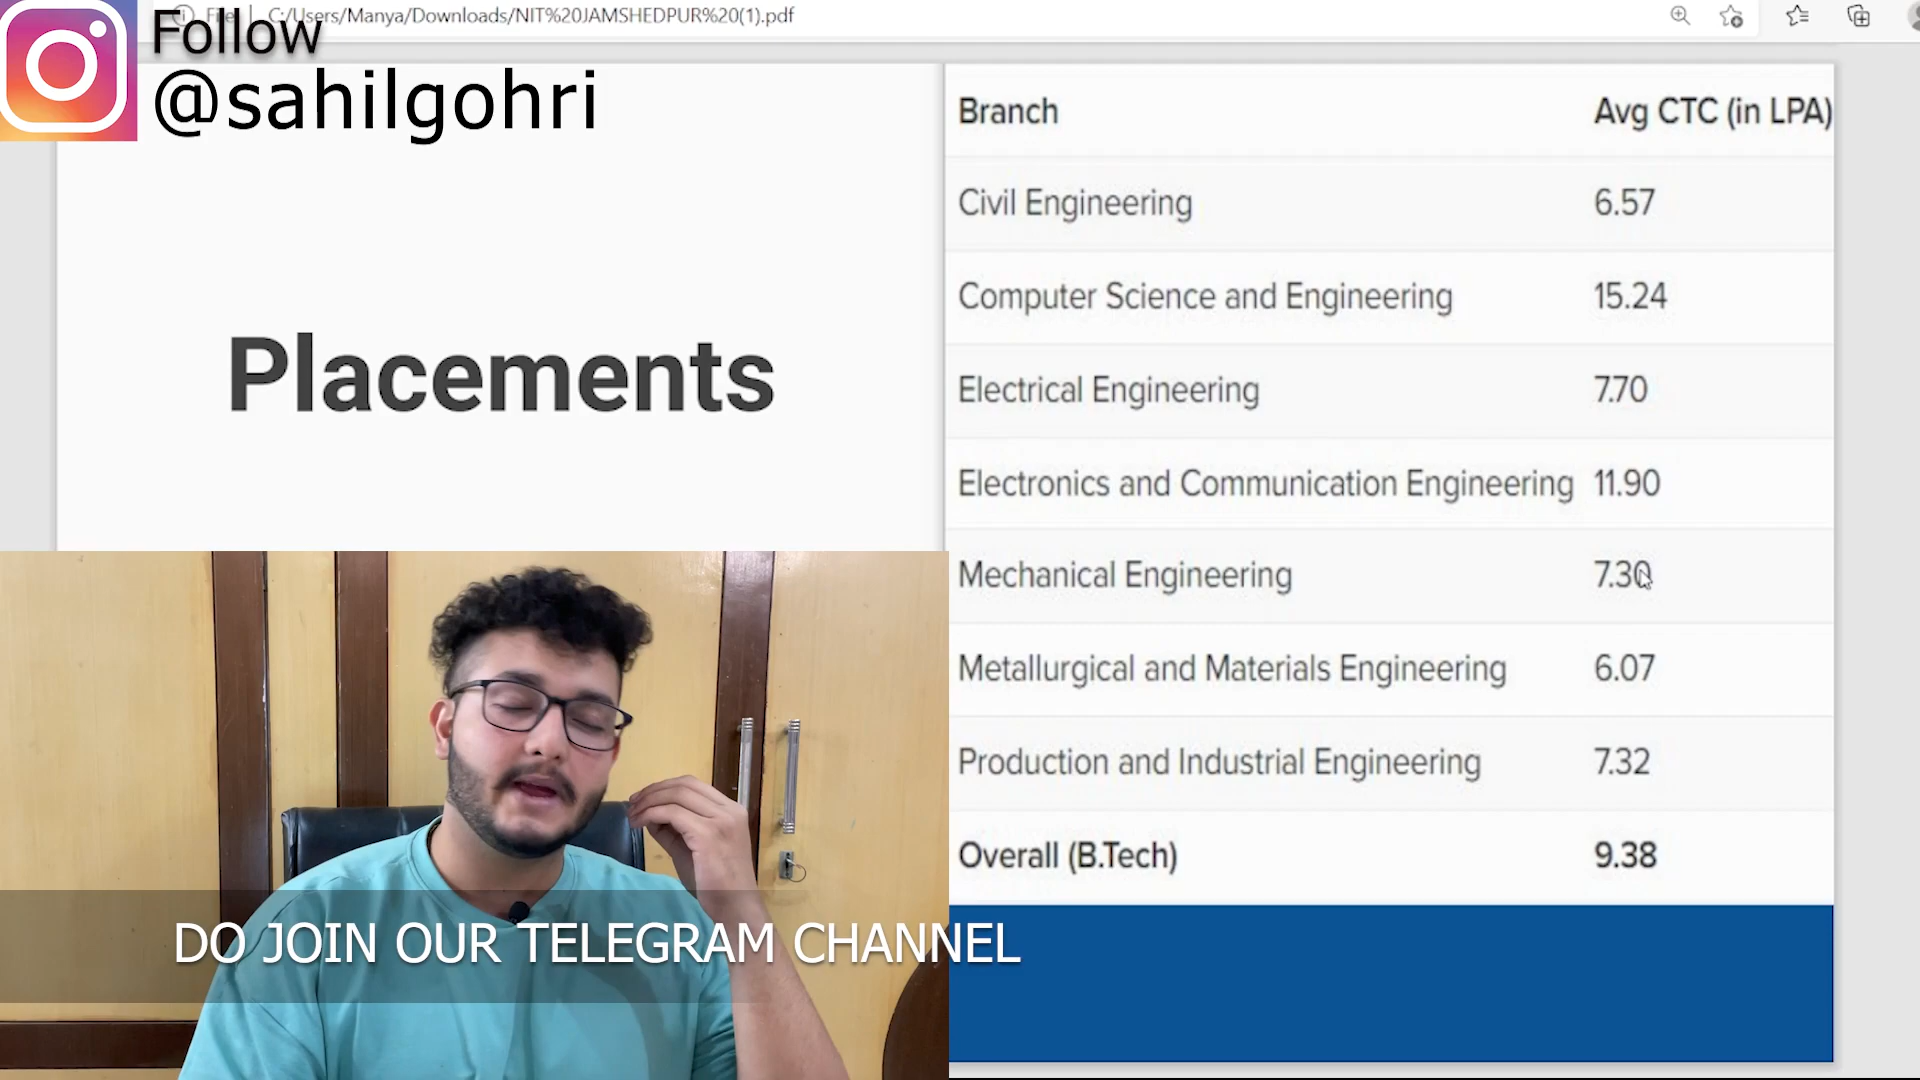 File
C:/Users/Manya/Downloads/NIT%20JAMSHEDPUR%20(1).pdf
Follow
@sahilgohri
Placements
Branch Avg CTC (in LPA)
Civil Engineering 6.57
Computer Science and Engineering 15.24
Electrical Engineering 7.70
Electronics and Communication Engineering 11.90
Mechanical Engineering 7.30
Metallurgical and Materials Engineering 6.07
Production and Industrial Engineering 7.32
Overall (B.Tech) 9.38
DO JOIN OUR TELEGRAM CHANNEL